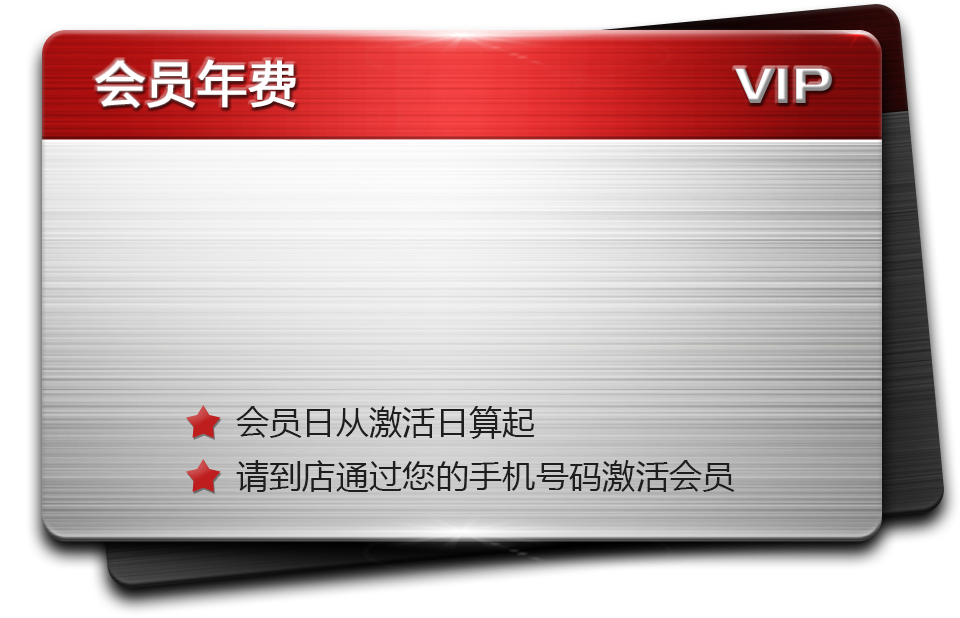 会员年费 VIP
会员日从激活日算起
请到店通过您的手机号码激活会员